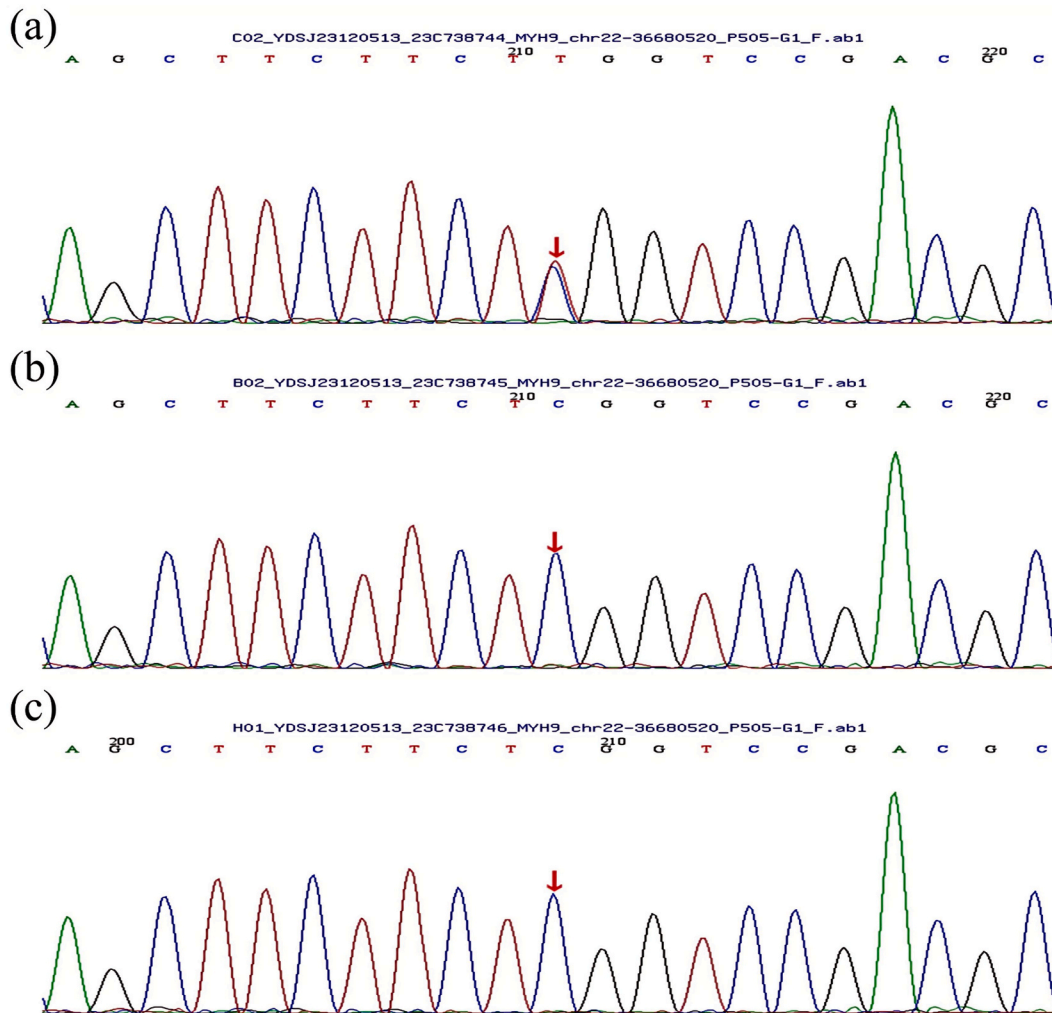 (a)
C02_YDSJ23120513_23C738744_MYH9_chr22-36680520_P505-G1_F.ab1
210 220
A G C T T C T T C T T G G T C C G A C G C
(b)
B02_YDSJ23120513_23C738745_MYH9_chr22-36680520_P505-G1_F.ab1
210 220
A G C T T C T T C T C G G T C C G A C G C
(c)
H01_YDSJ23120513_23C738746_MYH9_chr22-36680520_P505-G1_F.ab1
200 210
A G C T T C T T C T C G G T C C G A C G C